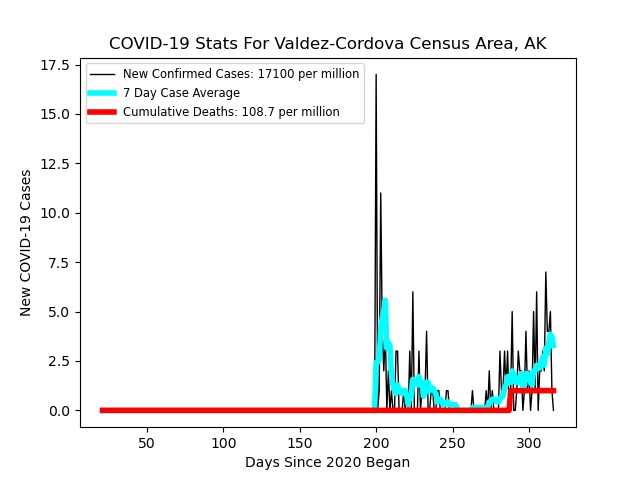 COVID-19 Stats For Valdez-Cordova Census Area, AK
New Confirmed Cases: 17100 per million
7 Day Case Average
Cumulative Deaths: 108.7 per million
New COVID-19 Cases
17.5
15.0
12.5
10.0
7.5
5.0
2.5
0.0
50
100
150
200
250
300
Days Since 2020 Began